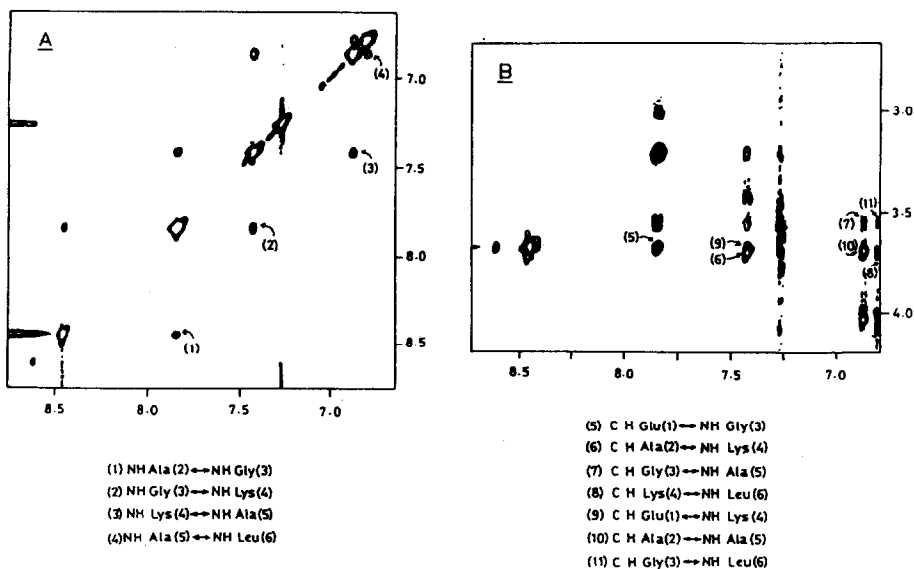 A
(4)
(3)
(2)
(1)
7.0
7.5
8.0
8.5
8.5
8.0
7.5
7.0
B
(5)
(9)
(6)
(11)
(7)
(10)
(8)
3.0
3.5
4.0
8.5
8.0
7.5
7.0
(1) NH Ala(2)↔NH Gly(3)
(2) NH Gly(3)↔NH Lys(4)
(3) NH Lys(4)↔NH Ala(5)
(4)NH Ala(5)↔NH Leu(6)
(5) C H Glu(1)↔NH Gly(3)
(6) C H Ala(2)↔NH Lys(4)
(7) C H Gly(3)↔NH Ala(5)
(8) C H Lys(4)↔NH Leu(6)
(9) C H Glu(1)↔NH Lys(4)
(10) C H Ala(2)↔NH Ala(5)
(11) C H Gly(3)↔NH Leu(6)